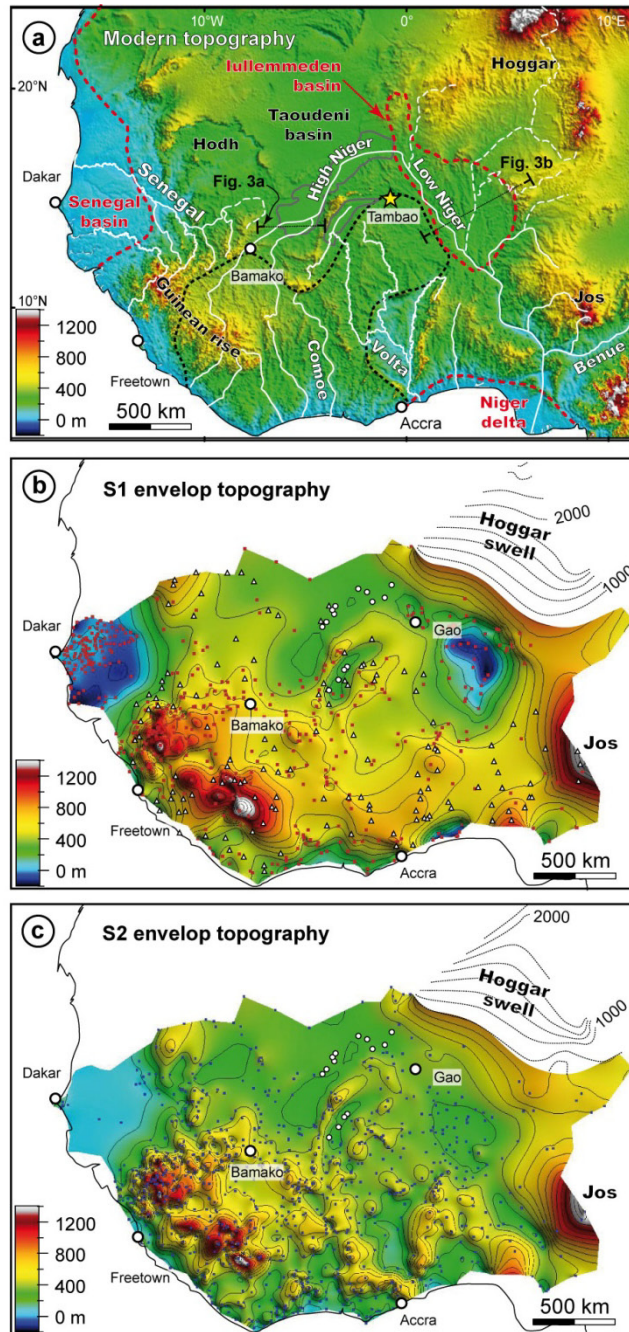 a
Modern topography
10°W
0°
10°E
20°N
10°N
Iullemmeden
basin
Hoggar
Taoudeni
basin
Hodh
High Niger
Low Niger
Fig. 3b
Dakar
Senegal
Fig. 3a
Senegal
basin
Tambao
Bamako
Guinean rise
Jos
1200
800
400
0 m
Comoe
Volta
Benue
Freetown
500 km
Accra
Niger
delta
b
S1 envelop topography
2000
Hoggar
swell
1000
Dakar
Gao
Bamako
Jos
1200
800
400
0 m
Freetown
Accra
500 km
c
S2 envelop topography
2000
Hoggar
swell
1000
Dakar
Gao
Bamako
Jos
1200
800
400
0 m
Freetown
Accra
500 km